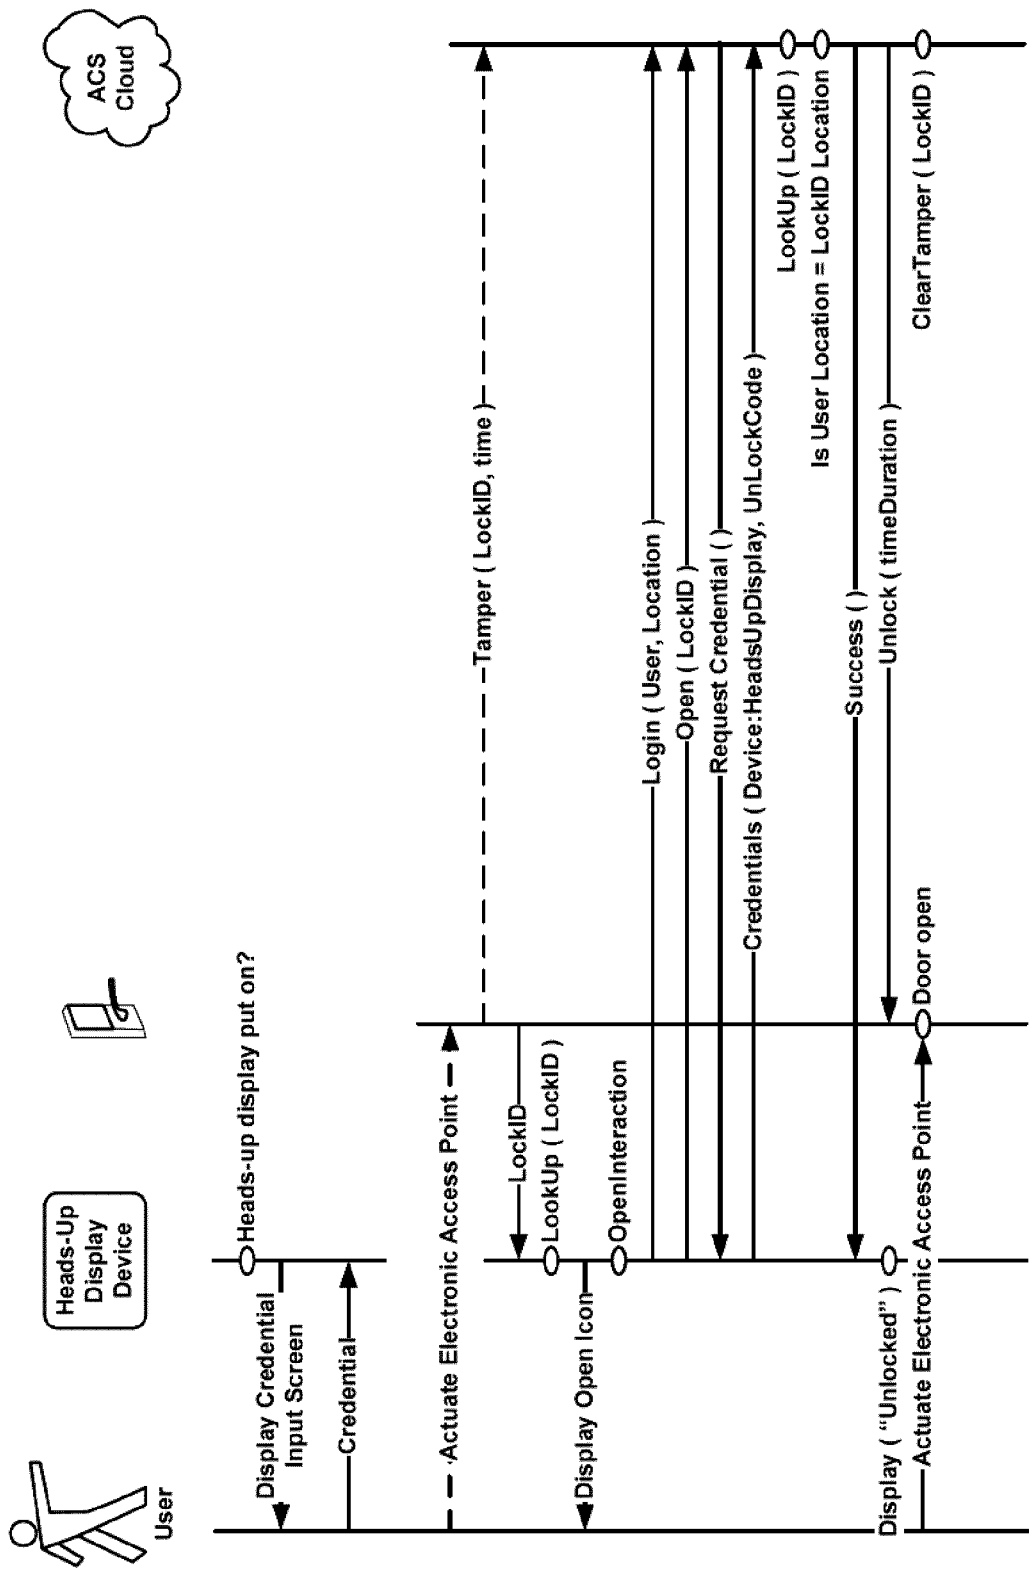 User
Heads-Up
Display
Device
ACS
Cloud
Heads-up display put on?
Display Credential
Input Screen
Credential
Actuate Electronic Access Point
Tamper ( LockID, time )
LockID
LookUp ( LockID )
Display Open Icon
OpenInteraction
Login ( User, Location )
Open ( LockID )
Request Credential ( )
Credentials ( Device:HeadsUpDisplay, UnLockCode )
LookUp ( LockID )
Is User Location = LockID Location
Success ( )
Display ( “Unlocked” )
Unlock ( timeDuration )
Actuate Electronic Access Point
Door open
ClearTamper ( LockID )